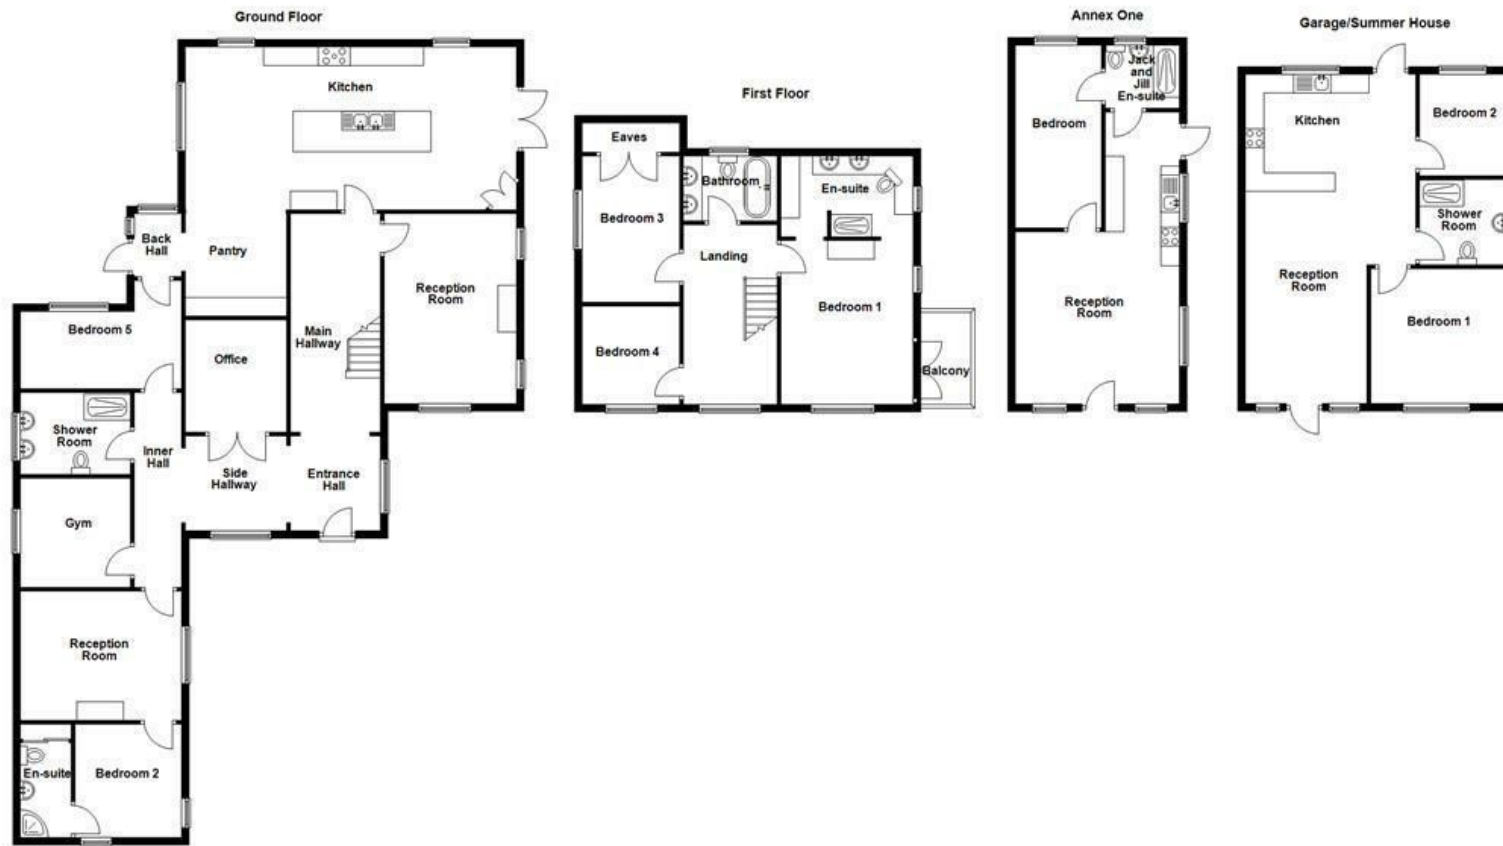 Ground Floor
Kitchen
Back
Hall
Pantry
Reception
Room
Bedroom 5
Main
Hallway
Office
Shower
Room
Inner
Hall
Side
Hallway
Entrance
Hall
Gym
Reception
Room
En-suite
Bedroom 2
First Floor
Eaves
Bathroom
En-suite
Bedroom 3
Landing
Bedroom 1
Bedroom 4
Balcony
Annex One
Jack
and
Jill
En-suite
Bedroom
Reception
Room
Garage/Summer House
Kitchen
Bedroom 2
Shower
Room
Reception
Room
Bedroom 1